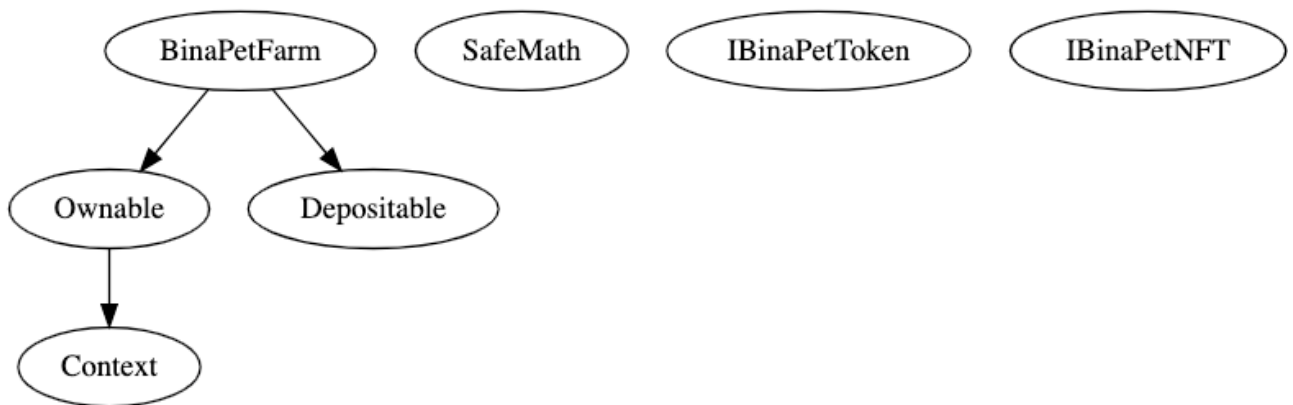 BinaPetFarm
SafeMath
IBinaPetToken
IBinaPetNFT
Ownable
Depositable
Context